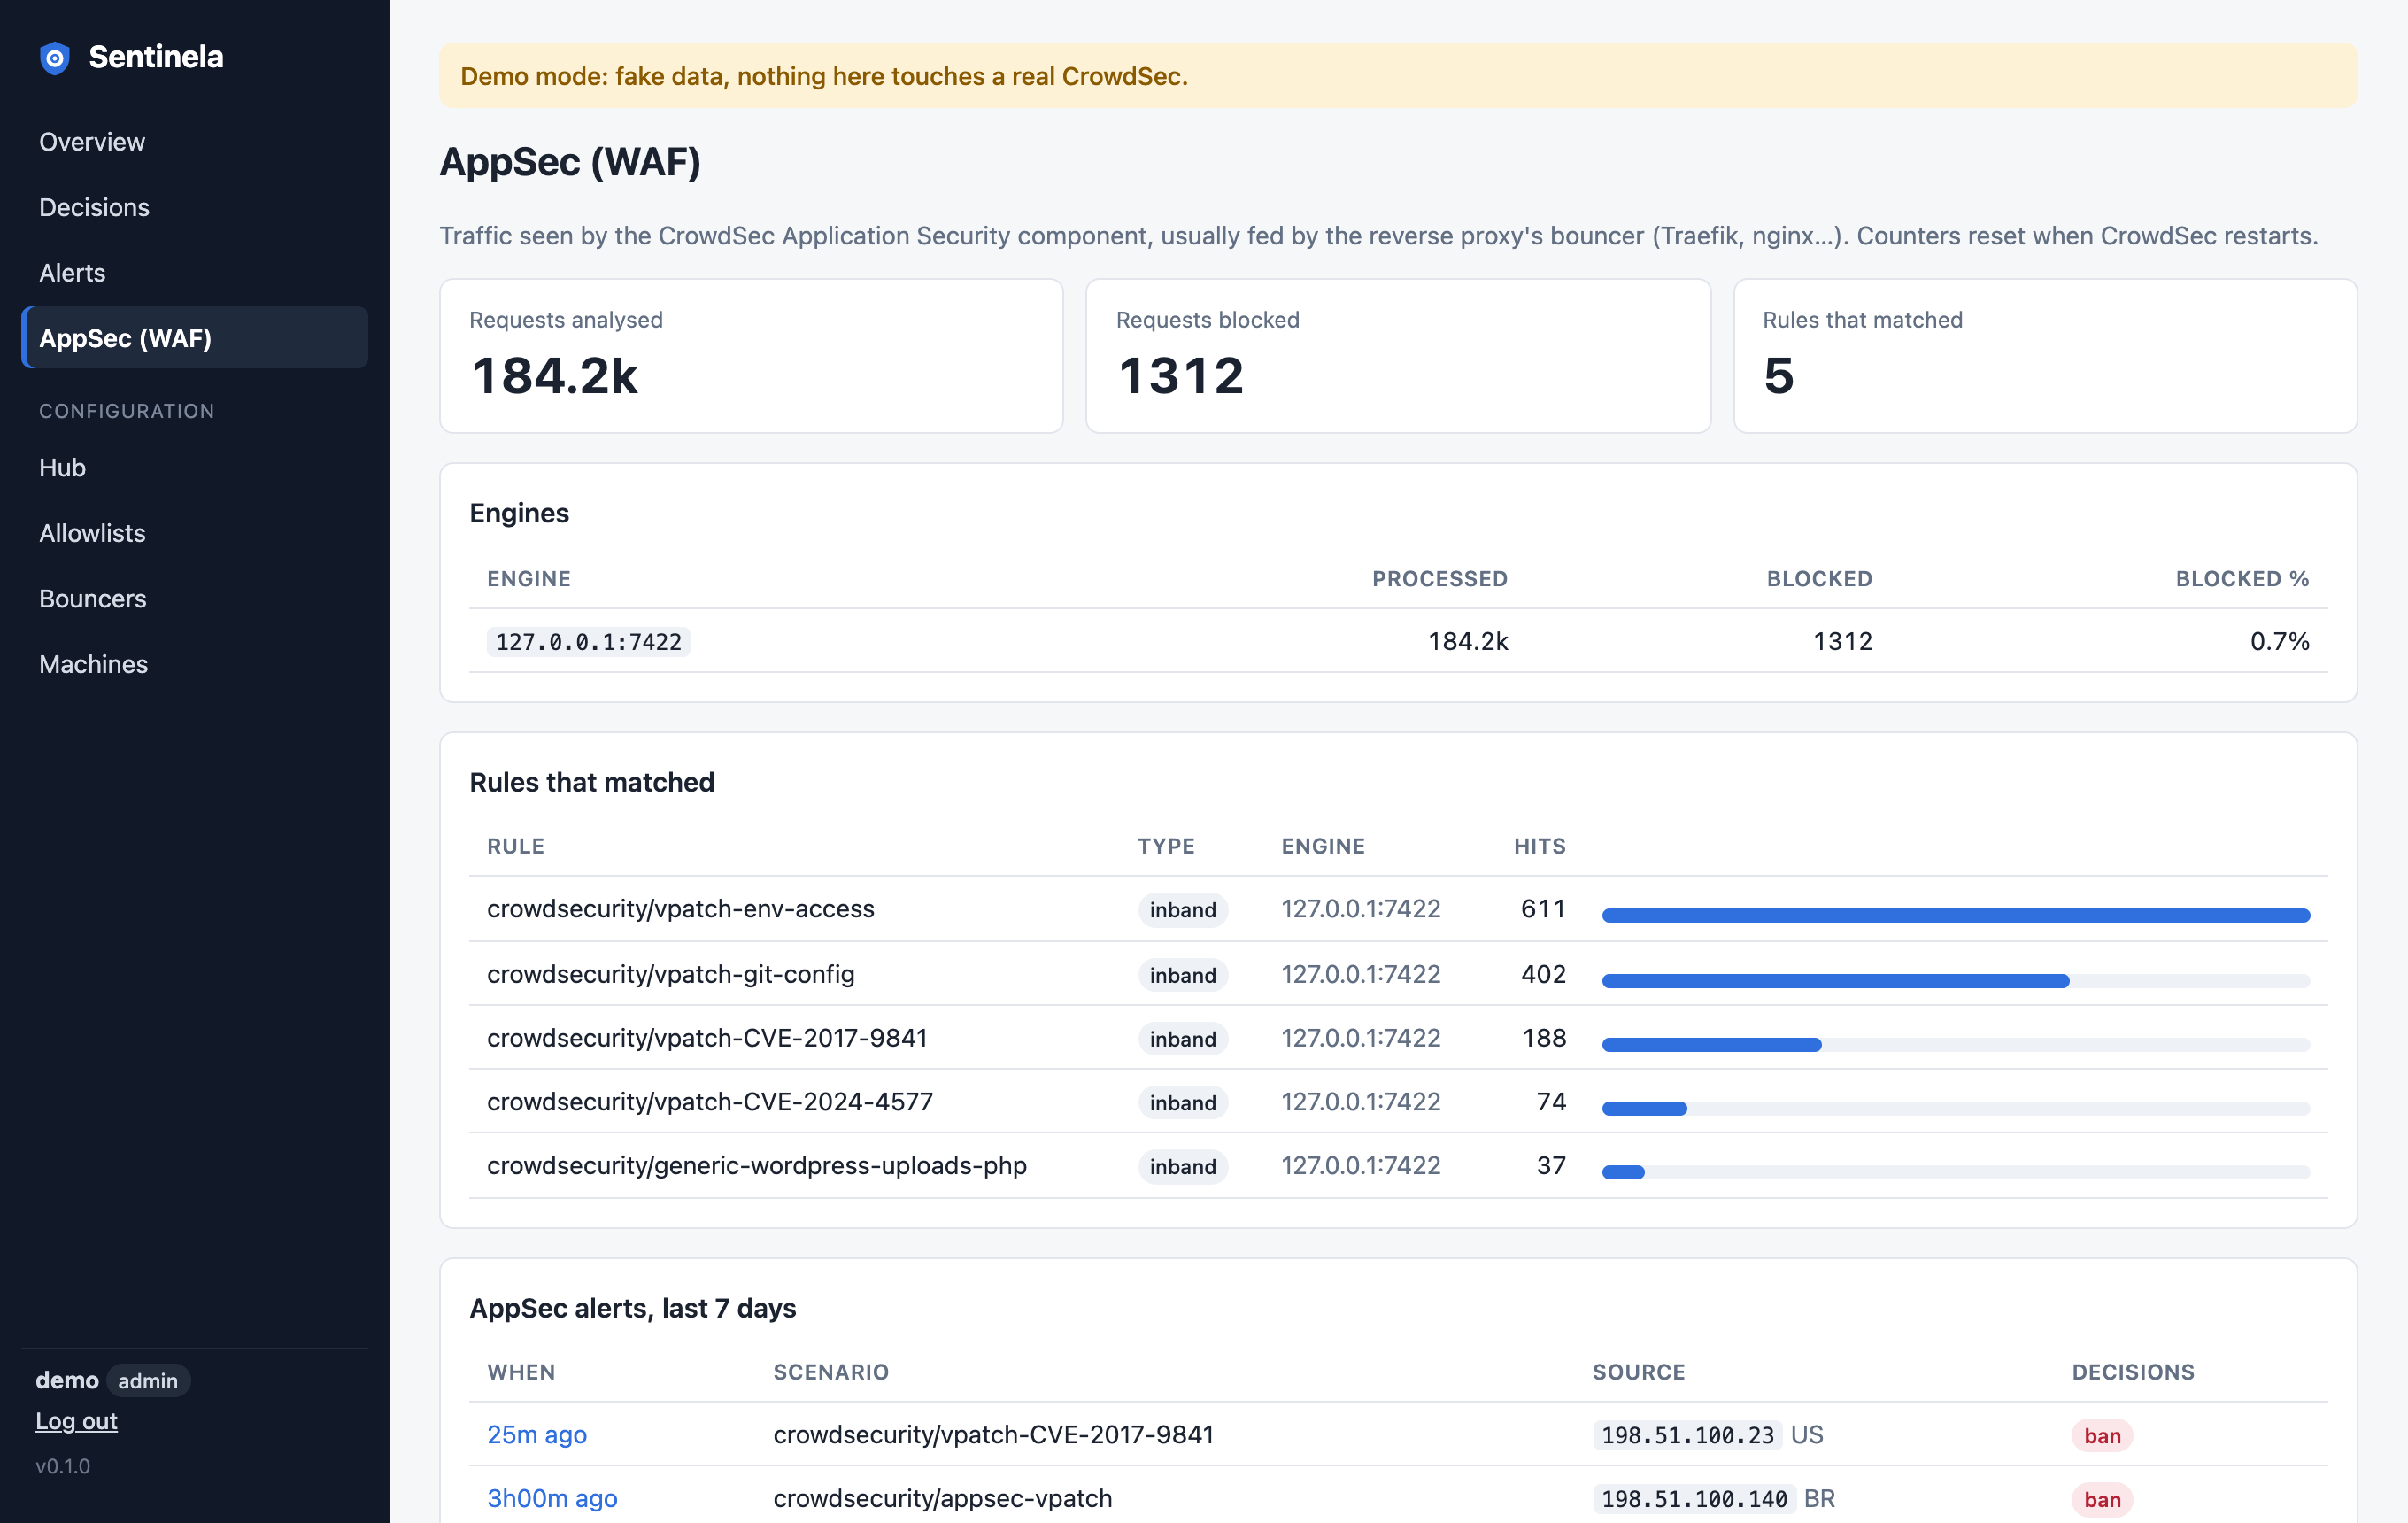 Sentinela
Overview
Decisions
Alerts
AppSec (WAF)
CONFIGURATION
Hub
Allowlists
Bouncers
Machines
demo admin
Log out
v0.1.0
Demo mode: fake data, nothing here touches a real CrowdSec.
AppSec (WAF)
Traffic seen by the CrowdSec Application Security component, usually fed by the reverse proxy's bouncer (Traefik, nginx...). Counters reset when CrowdSec restarts.
Requests analysed
184.2k
Requests blocked
1312
Rules that matched
5
Engines
ENGINE PROCESSED BLOCKED BLOCKED %
127.0.0.1:7422 184.2k 1312 0.7%
Rules that matched
RULE TYPE ENGINE HITS
crowdsecurity/vpatch-env-access inband 127.0.0.1:7422 611
crowdsecurity/vpatch-git-config inband 127.0.0.1:7422 402
crowdsecurity/vpatch-CVE-2017-9841 inband 127.0.0.1:7422 188
crowdsecurity/vpatch-CVE-2024-4577 inband 127.0.0.1:7422 74
crowdsecurity/generic-wordpress-uploads-php inband 127.0.0.1:7422 37
AppSec alerts, last 7 days
WHEN SCENARIO SOURCE DECISIONS
25m ago crowdsecurity/vpatch-CVE-2017-9841 198.51.100.23 US ban
3h00m ago crowdsecurity/appsec-vpatch 198.51.100.140 BR ban